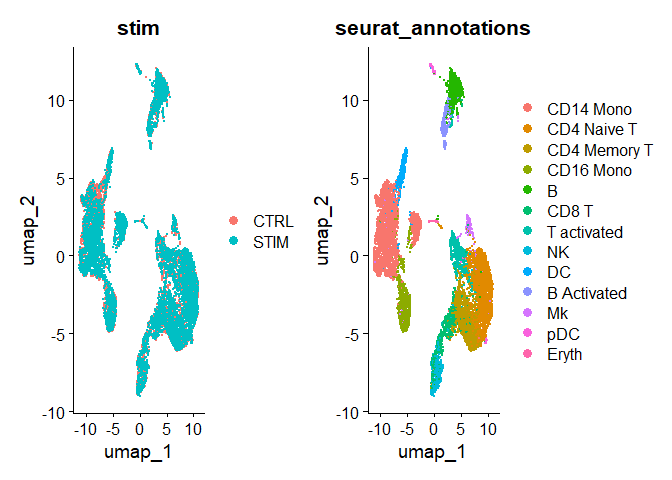 stim
seurat_annotations
10
5
0
-5
-10
umap_2
-10 -5 0 5 10
umap_1
CTRL
STIM
10
5
0
-5
-10
umap_2
-10 -5 0 5 10
umap_1
CD14 Mono
CD4 Naive T
CD4 Memory T
CD16 Mono
B
CD8 T
T activated
NK
DC
B Activated
Mk
pDC
Eryth